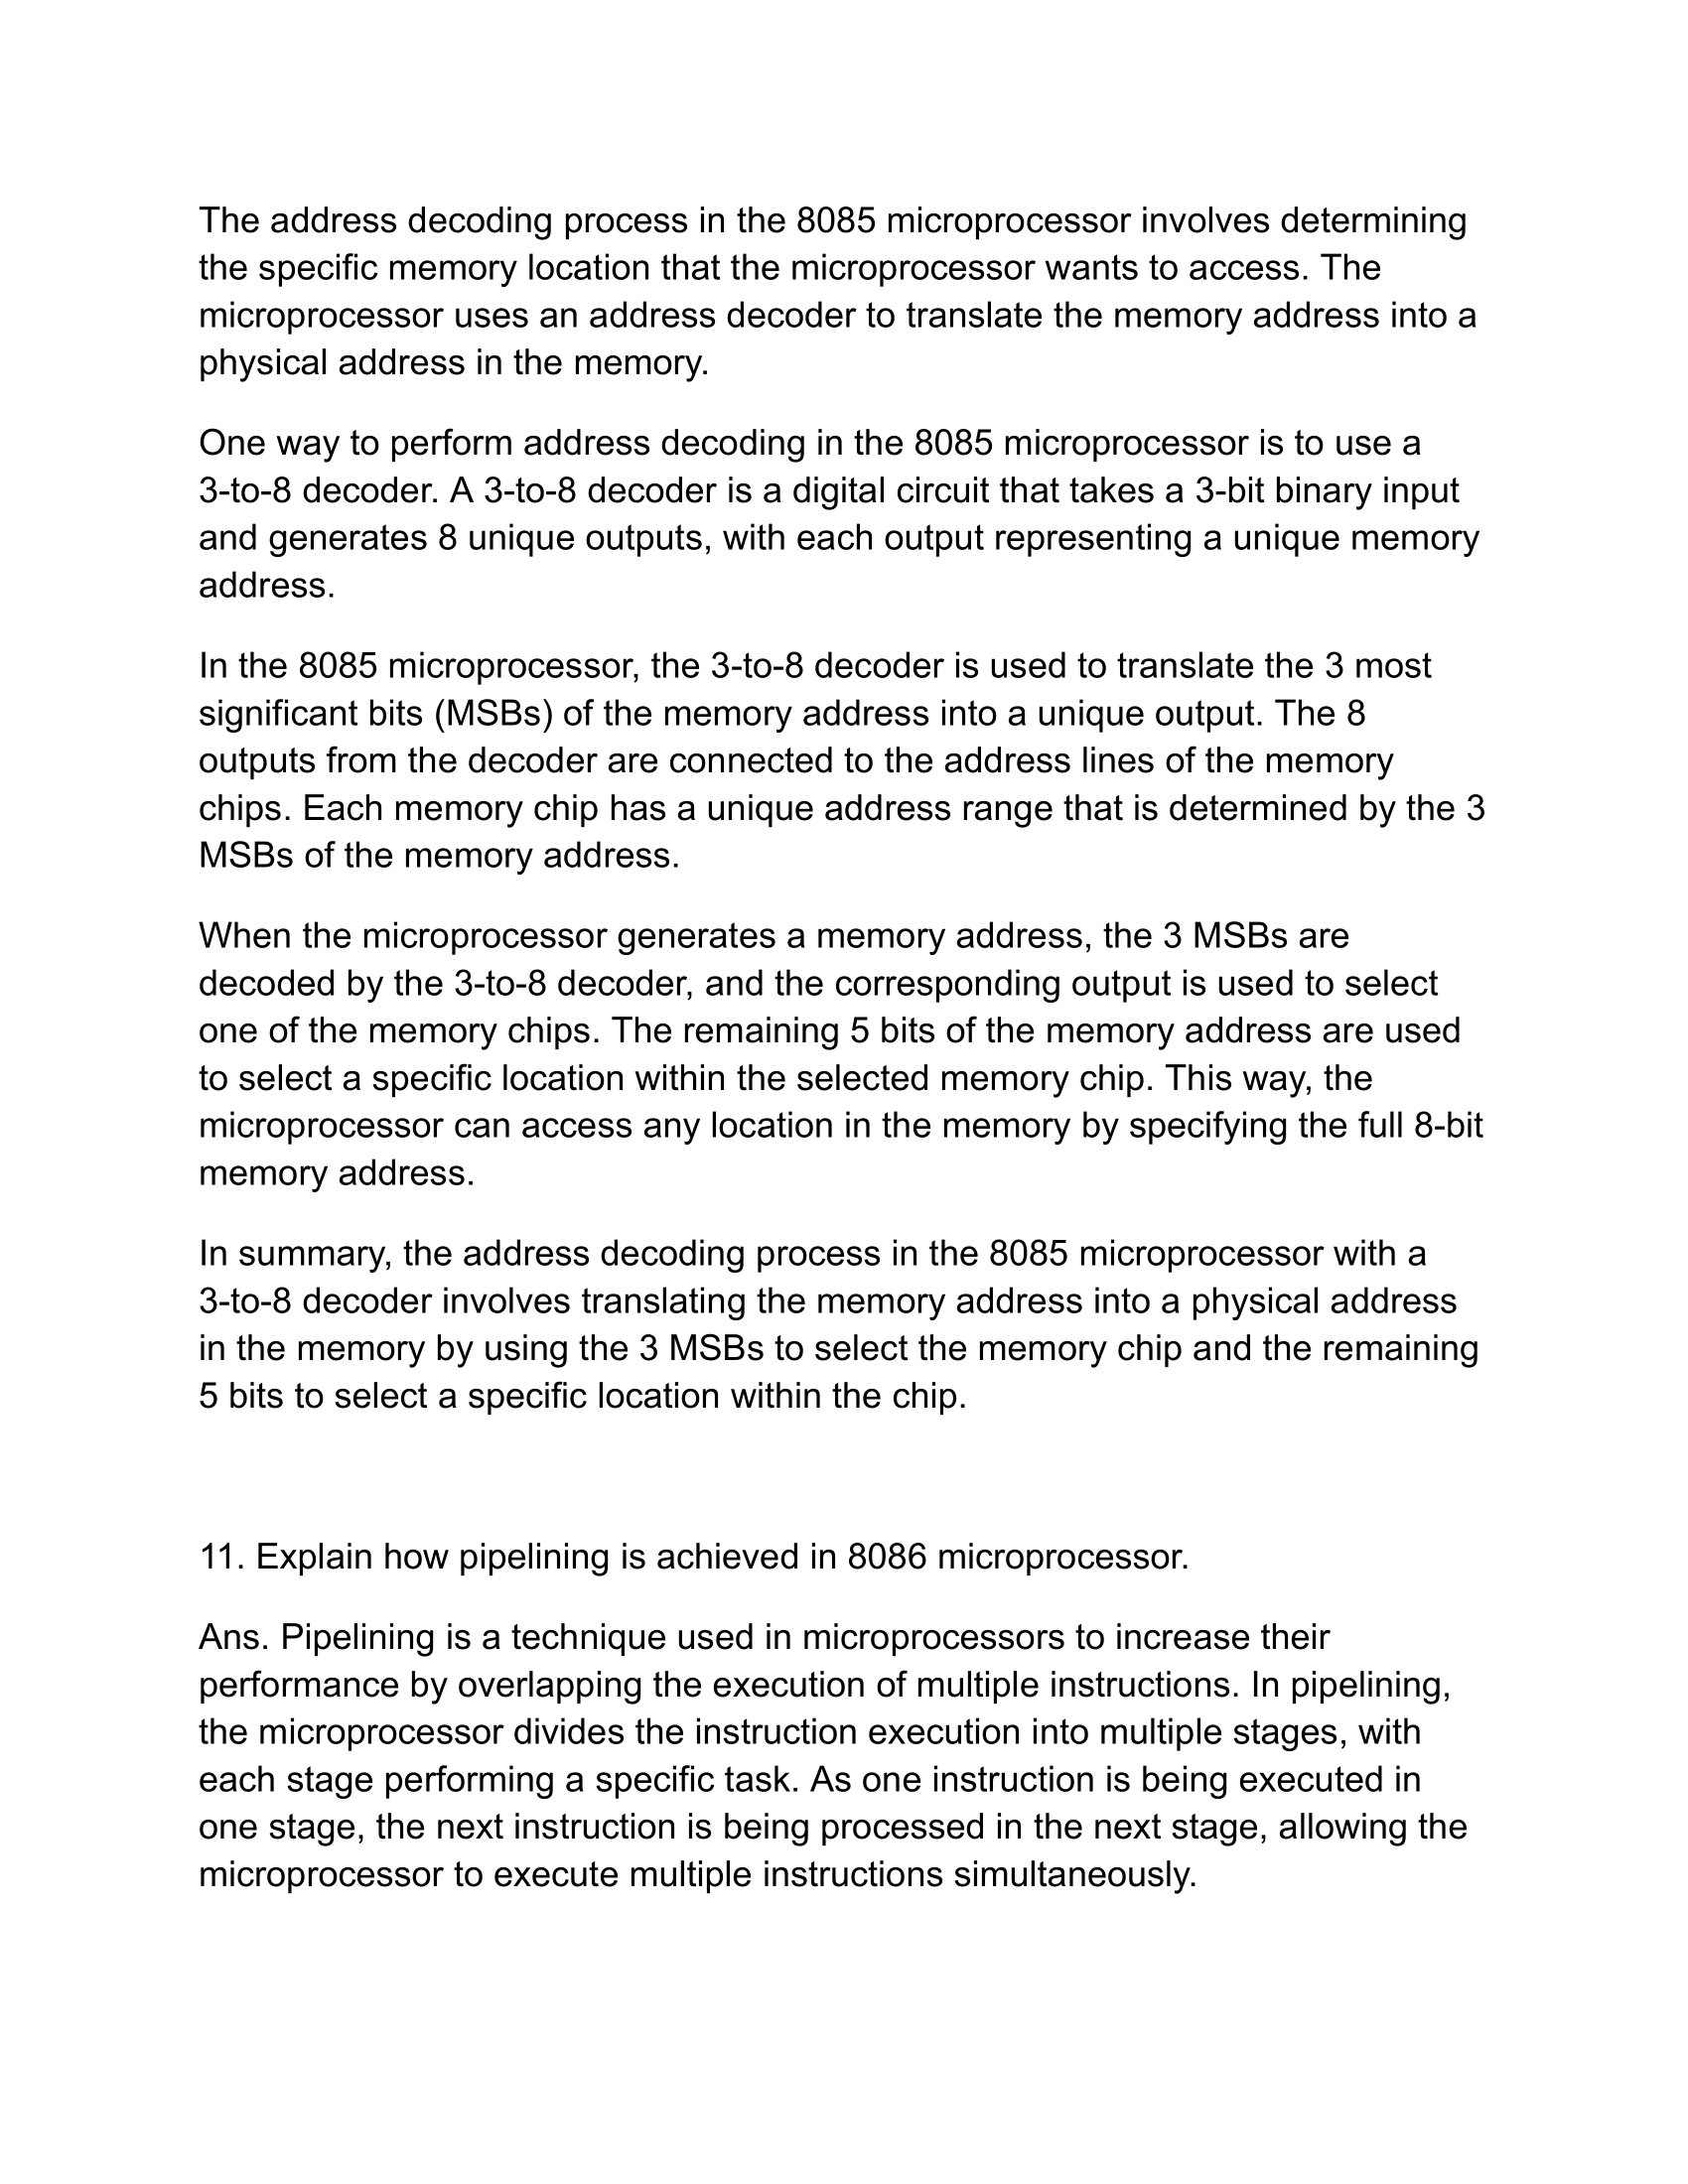 The address decoding process in the 8085 microprocessor involves determining
the specific memory location that the microprocessor wants to access. The
microprocessor uses an address decoder to translate the memory address into a
physical address in the memory.
One way to perform address decoding in the 8085 microprocessor is to use a
3-to-8 decoder. A 3-to-8 decoder is a digital circuit that takes a 3-bit binary input
and generates 8 unique outputs, with each output representing a unique memory
address.
In the 8085 microprocessor, the 3-to-8 decoder is used to translate the 3 most
significant bits (MSBs) of the memory address into a unique output. The 8
outputs from the decoder are connected to the address lines of the memory
chips. Each memory chip has a unique address range that is determined by the 3
MSBs of the memory address.
When the microprocessor generates a memory address, the 3 MSBs are
decoded by the 3-to-8 decoder, and the corresponding output is used to select
one of the memory chips. The remaining 5 bits of the memory address are used
to select a specific location within the selected memory chip. This way, the
microprocessor can access any location in the memory by specifying the full 8-bit
memory address.
In summary, the address decoding process in the 8085 microprocessor with a
3-to-8 decoder involves translating the memory address into a physical address
in the memory by using the 3 MSBs to select the memory chip and the remaining
5 bits to select a specific location within the chip.
11. Explain how pipelining is achieved in 8086 microprocessor.
Ans. Pipelining is a technique used in microprocessors to increase their
performance by overlapping the execution of multiple instructions. In pipelining,
the microprocessor divides the instruction execution into multiple stages, with
each stage performing a specific task. As one instruction is being executed in
one stage, the next instruction is being processed in the next stage, allowing the
microprocessor to execute multiple instructions simultaneously.